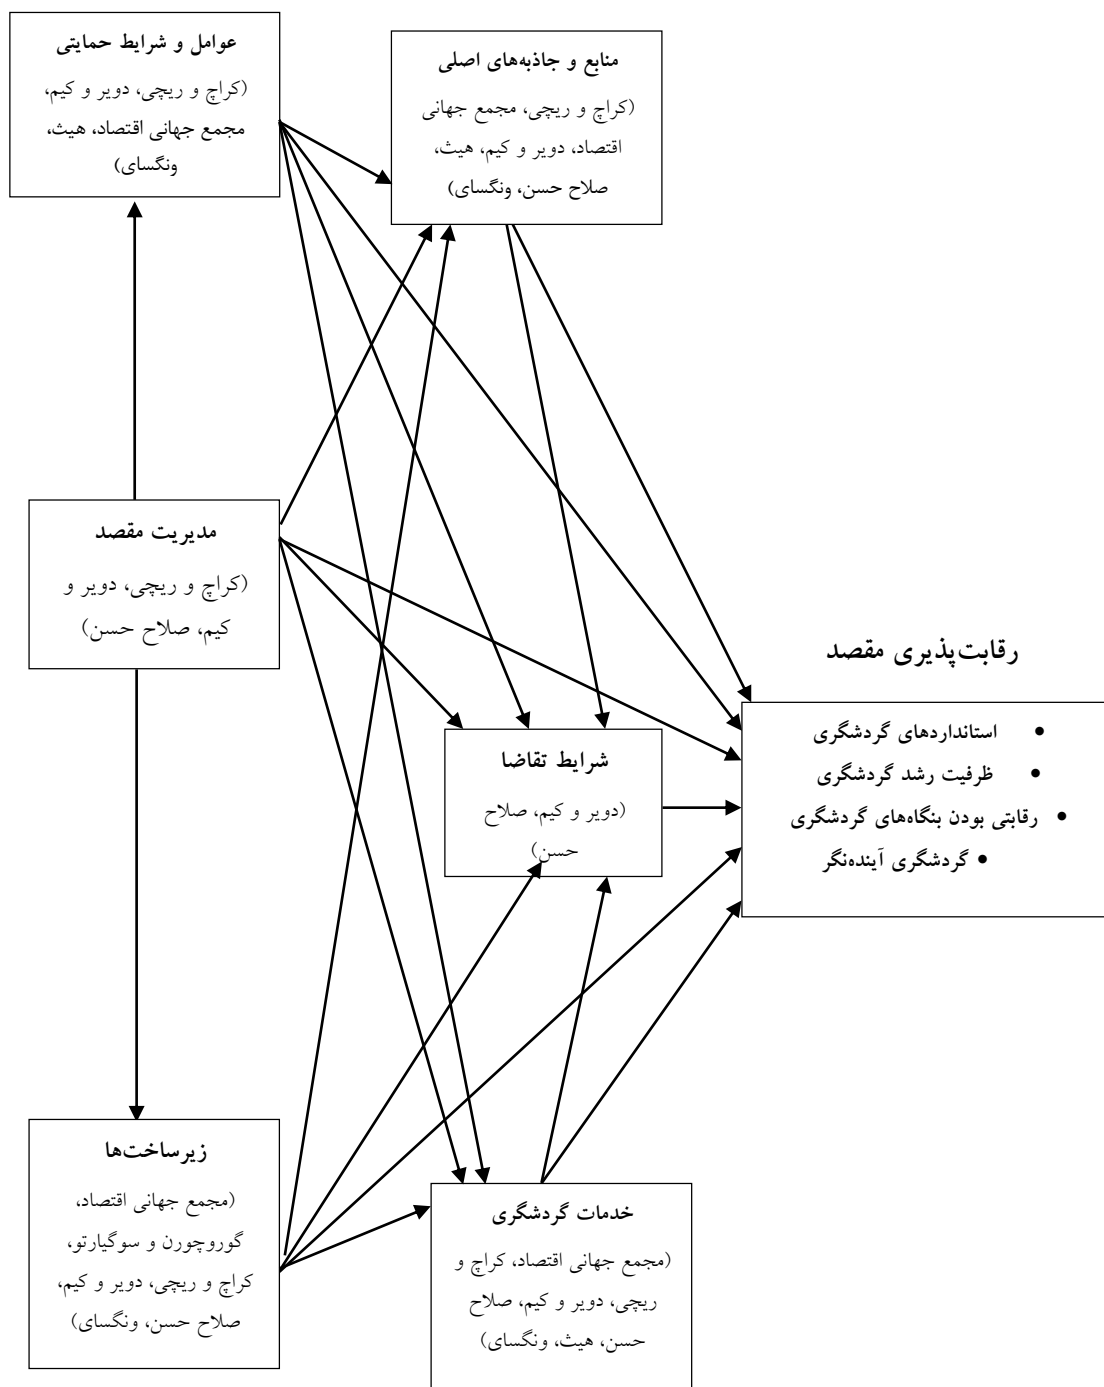 عوامل و شرایط حمایتی
(کراچ و ریچی، دویر و کیم،
مجمع جهانی اقتصاد، هیث،
ونگسای)
منابع و جاذبه‌های اصلی
(کراچ و ریچی، مجمع جهانی
اقتصاد، دویر و کیم، هیث،
صلاح حسن، ونگسای)
مدیریت مقصد
(کراچ و ریچی، دویر و
کیم، صلاح حسن)
رقابت‌پذیری مقصد
• استانداردهای گردشگری
• ظرفیت رشد گردشگری
• رقابتی بودن بنگاه‌های گردشگری
• گردشگری آینده‌نگر
شرایط تقاضا
(دویر و کیم، صلاح
حسن)
زیرساخت‌ها
(مجمع جهانی اقتصاد،
گوروچورن و سوگیارتو،
کراچ و ریچی، دویر و کیم،
صلاح حسن، ونگسای)
خدمات گردشگری
(مجمع جهانی اقتصاد، کراچ و
ریچی، دویر و کیم، صلاح
حسن، هیث، ونگسای)